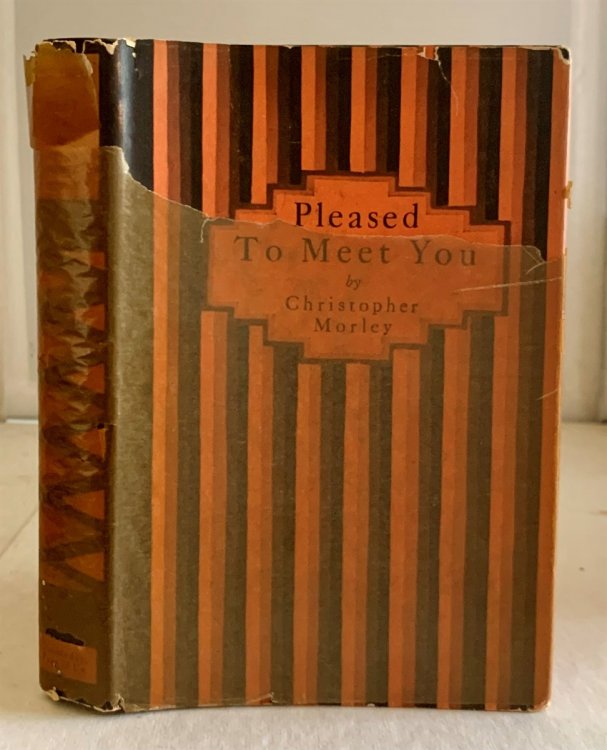 Pleased
To Meet You
by
Christopher
Morley